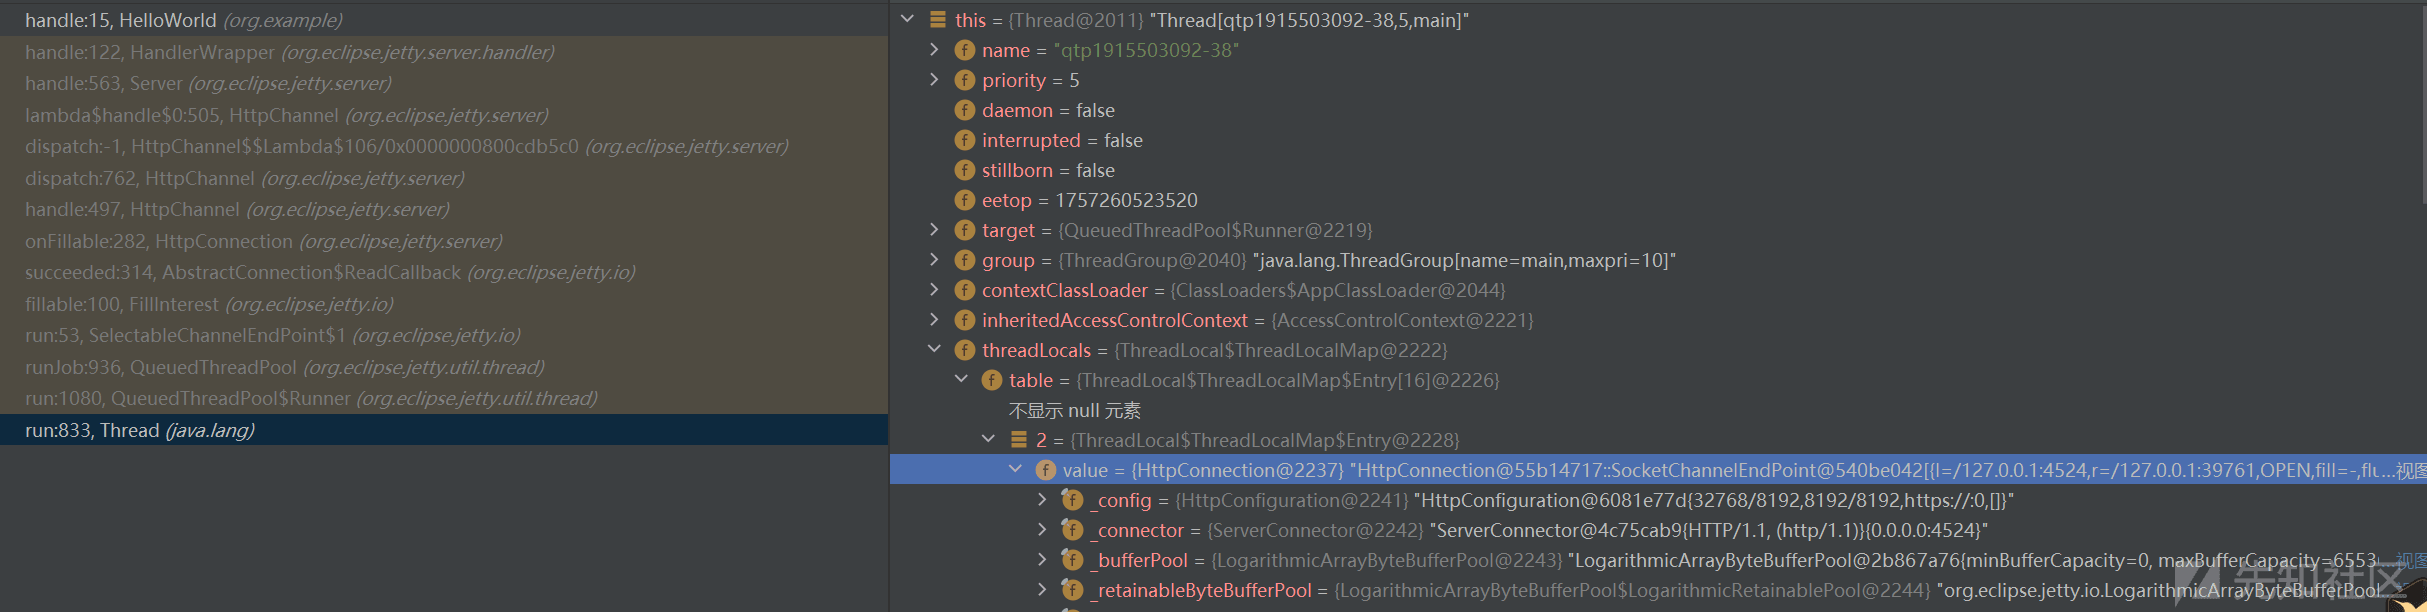 handle:15, HelloWorld (org.example)
handle:122, HandlerWrapper (org.eclipse.jetty.server.handler)
handle:563, Server (org.eclipse.jetty.server)
lambda$handle$0:505, HttpChannel (org.eclipse.jetty.server)
dispatch:-1, HttpChannel$$Lambda$106/0x0000000800cdb5c0 (org.eclipse.jetty.server)
dispatch:762, HttpChannel (org.eclipse.jetty.server)
handle:497, HttpChannel (org.eclipse.jetty.server)
onFillable:282, HttpConnection (org.eclipse.jetty.server)
succeeded:314, AbstractConnection$ReadCallback (org.eclipse.jetty.io)
fillable:100, FillInterest (org.eclipse.jetty.io)
run:53, SelectableChannelEndPoint$1 (org.eclipse.jetty.io)
runJob:936, QueuedThreadPool (org.eclipse.jetty.util.thread)
run:1080, QueuedThreadPool$Runner (org.eclipse.jetty.util.thread)
run:833, Thread (java.lang)
this = {Thread@2011} "Thread[qtp1915503092-38,5,main]"
f name = "qtp1915503092-38"
f priority = 5
f daemon = false
f interrupted = false
f stillborn = false
f eetop = 1757260523520
f target = {QueuedThreadPool$Runner@2219}
f group = {ThreadGroup@2040} "java.lang.ThreadGroup[name=main,maxpri=10]"
f contextClassLoader = {ClassLoaders$AppClassLoader@2044}
f inheritedAccessControlContext = {AccessControlContext@2221}
f threadLocals = {ThreadLocal$ThreadLocalMap@2222}
f table = {ThreadLocal$ThreadLocalMap$Entry[16]@2226}
不显示 null 元素
2 = {ThreadLocal$ThreadLocalMap$Entry@2228}
f value = {HttpConnection@2237} "HttpConnection@55b14717::SocketChannelEndPoint@540be042[{l=/127.0.0.1:4524,r=/127.0.0.1:39761,OPEN,fill=-,flu...视图
f _config = {HttpConfiguration@2241} "HttpConfiguration@6081e77d{32768/8192,8192/8192,https://:0,[]}"
f _connector = {ServerConnector@2242} "ServerConnector@4c75cab9{HTTP/1.1, (http/1.1)}{0.0.0.0:4524}"
f _bufferPool = {LogarithmicArrayByteBufferPool@2243} "LogarithmicArrayByteBufferPool@2b867a76{minBufferCapacity=0, maxBufferCapacity=6553...视图
f _retainableByteBufferPool = {LogarithmicArrayByteBufferPool$LogarithmicRetainablePool@2244} "org.eclipse.jetty.io.LogarithmicArrayByteBufferPool
先知社区